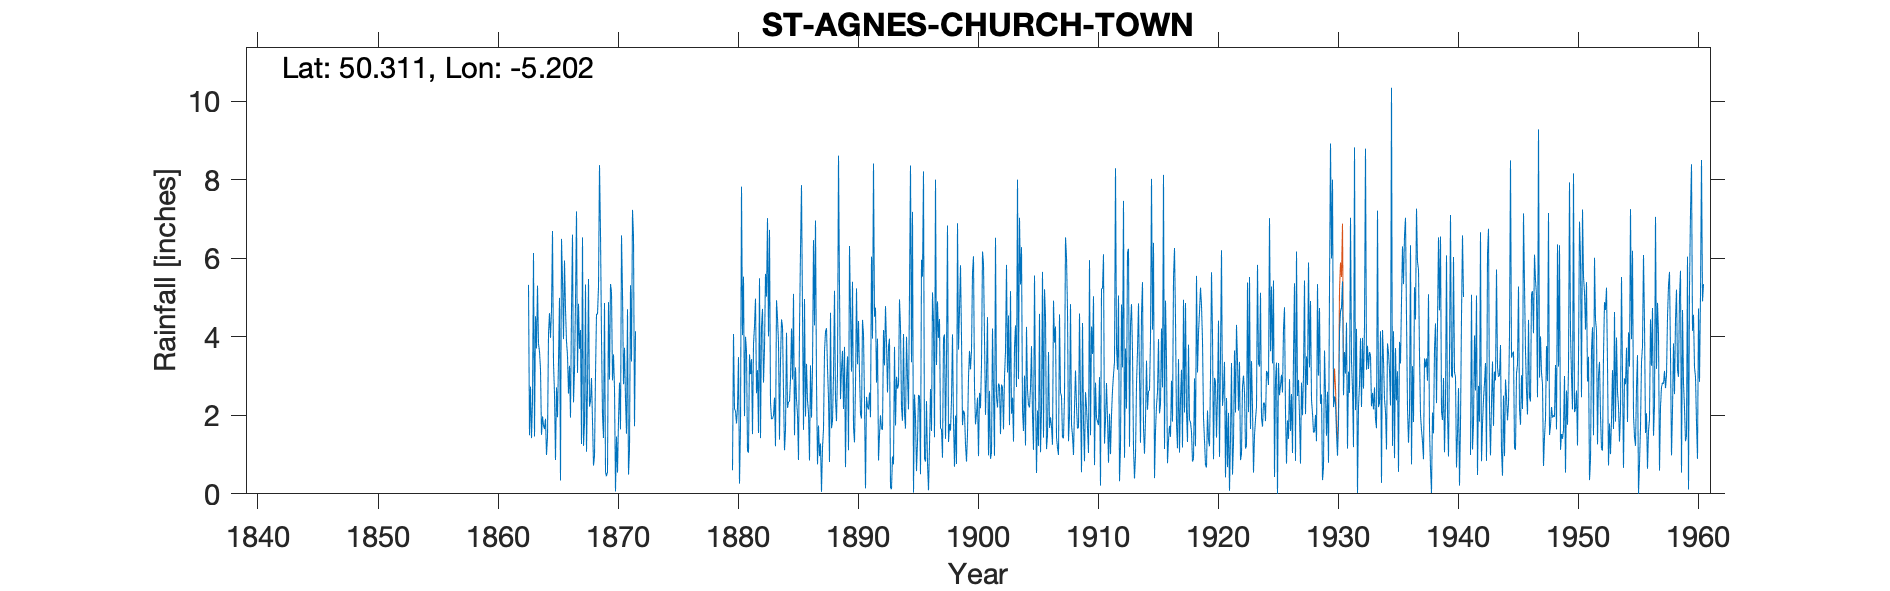 ST-AGNES-CHURCH-TOWN
Lat: 50.311, Lon: -5.202
Rainfall [inches]
10
8
6
4
2
0
1840 1850 1860 1870 1880 1890 1900 1910 1920 1930 1940 1950 1960
Year